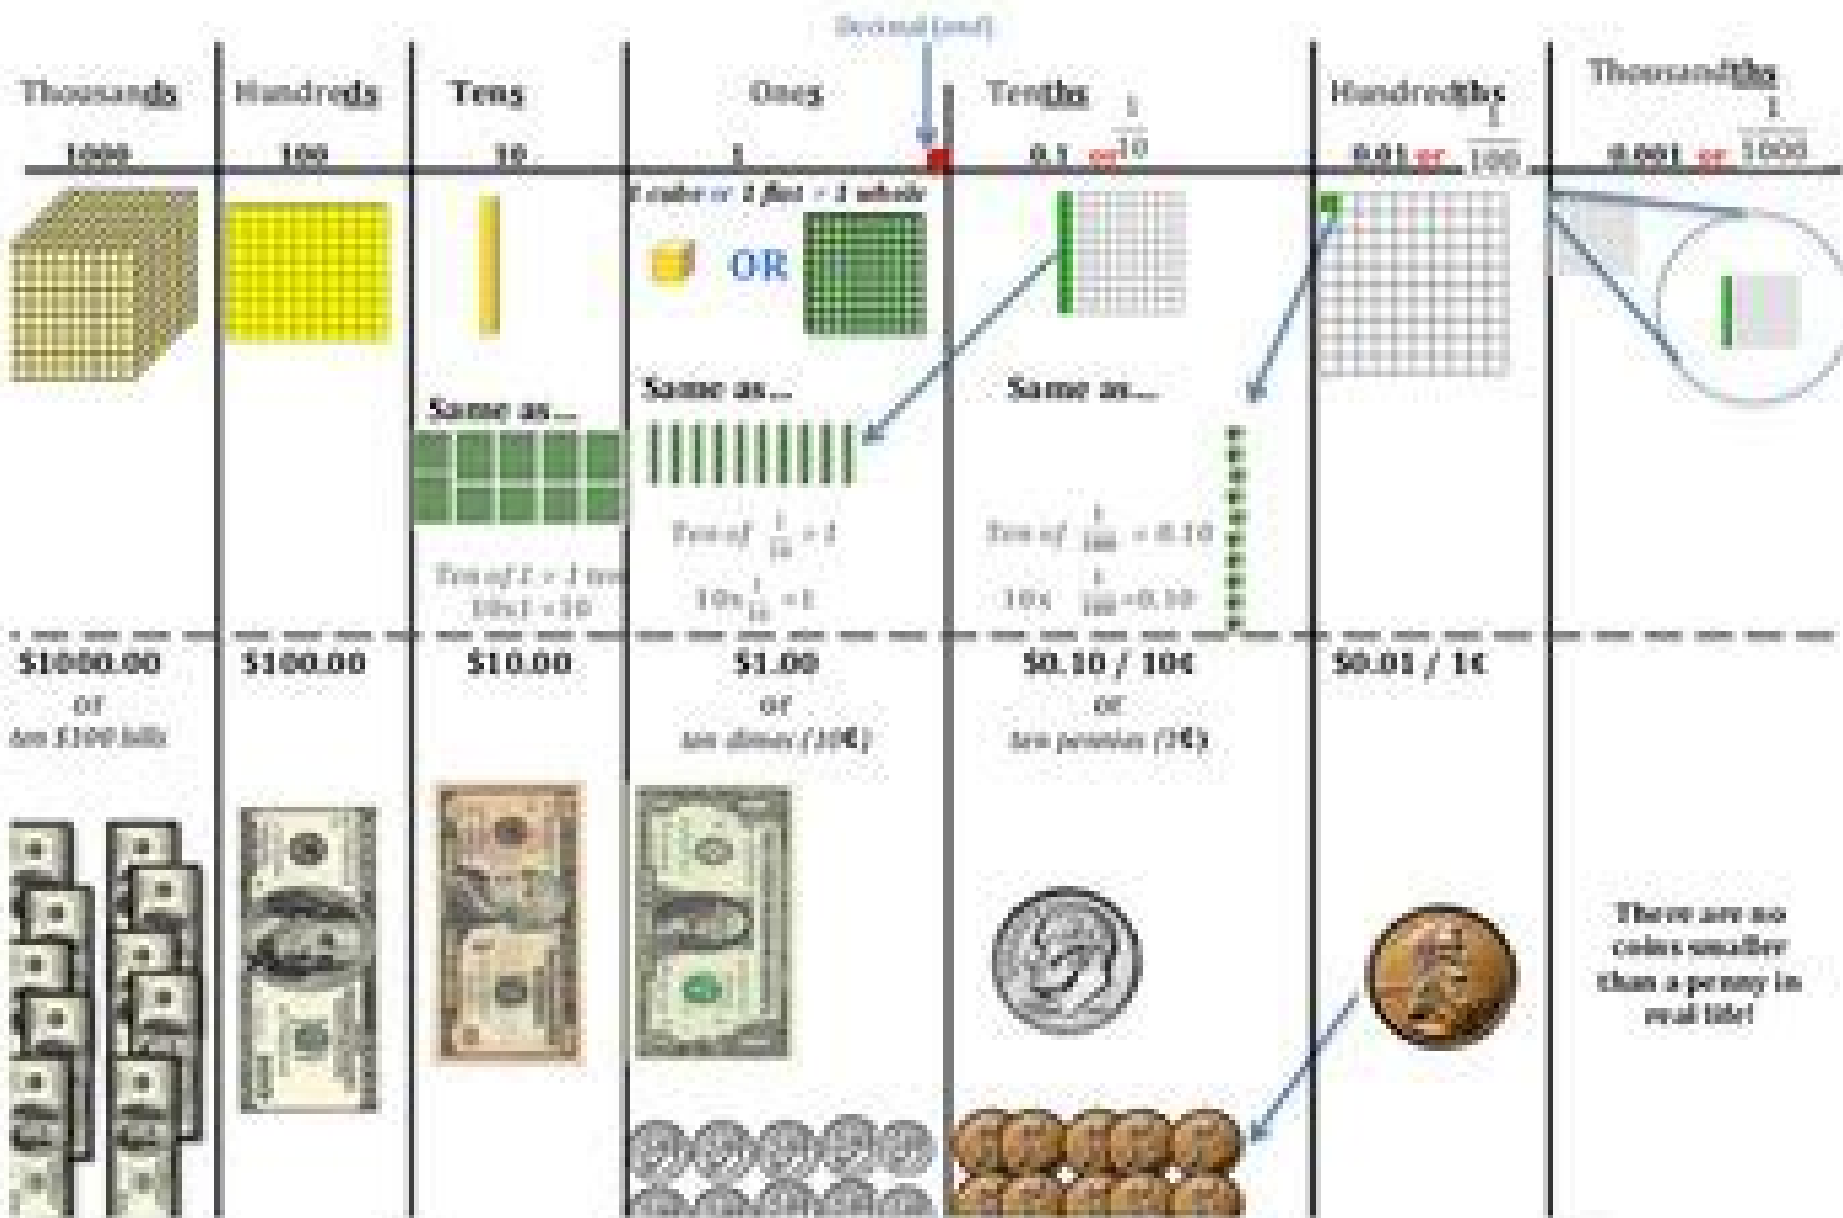 Decimal (and)
Thousands
1000
Hundreds
100
Tens
10
Ones
1
Tenths
0.1 or 1/10
Hundredths
0.01 or 1/100
Thousandths
0.001 or 1/1000
1 cube or 1 flat = 1 whole
OR
Same as...
Same as...
Same as...
Ten of 1 = 1 ten
10x1 =10
Ten of 1/10 = 1
10x 1/10 =1
Ten of 1/100 = 0.10
10x 1/100 =0.10
$1000.00
or
ten $100 bills
$100.00
$10.00
$1.00
or
ten dimes (10¢)
$0.10 / 10¢
or
ten pennies (1¢)
$0.01 / 1¢
There are no
coins smaller
than a penny in
real life!